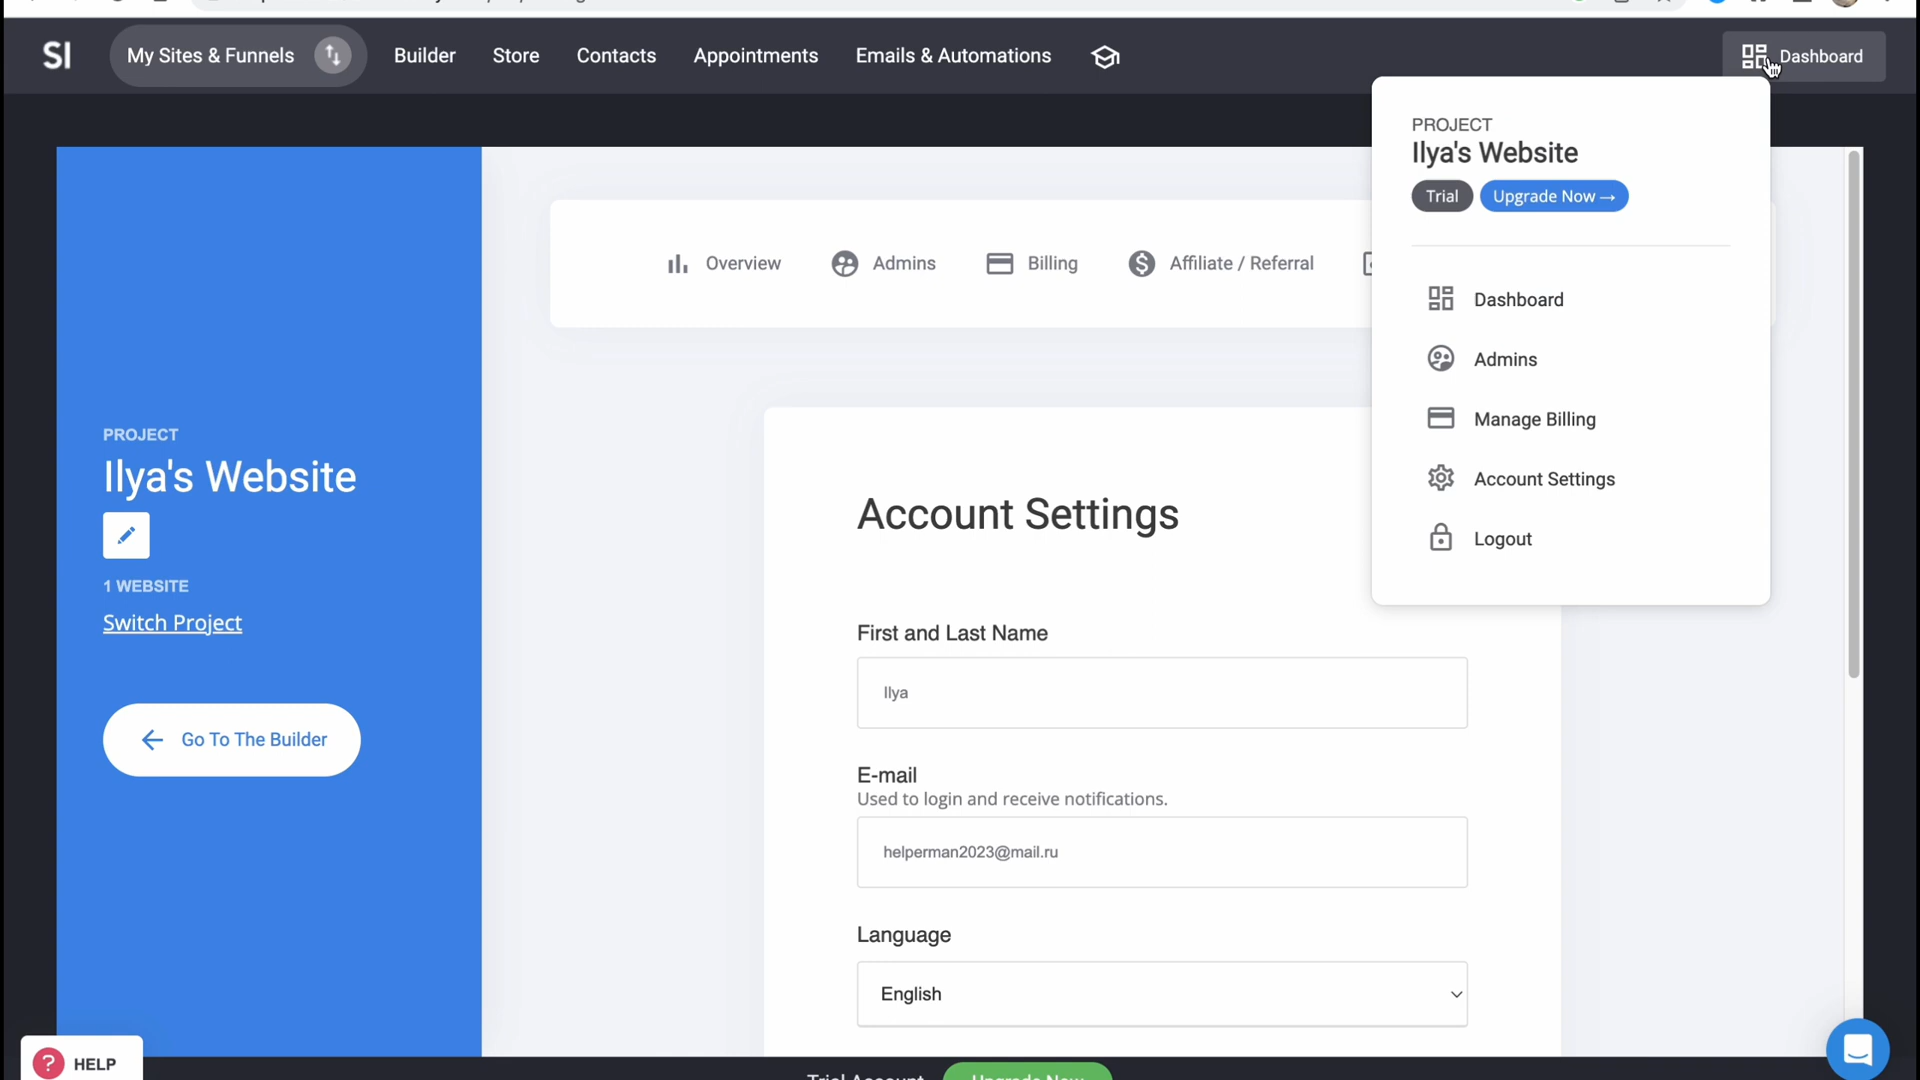 SI
My Sites & Funnels
Builder
Store
Contacts
Appointments
Emails & Automations
Dashboard
PROJECT
Ilya's Website
Trial
Upgrade Now →
Dashboard
Admins
Manage Billing
Account Settings
Logout
Overview
Admins
Billing
Affiliate / Referral
PROJECT
Ilya's Website
1 WEBSITE
Switch Project
Go To The Builder
Account Settings
First and Last Name
Ilya
E-mail
Used to login and receive notifications.
helperman2023@mail.ru
Language
English
? HELP
Trial Account
Upgrade Now